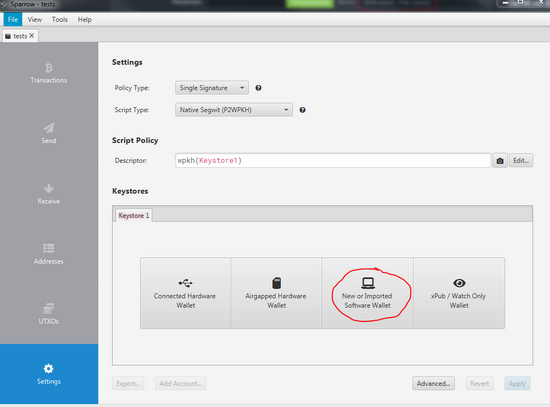 Sparrow - tests
File View Tools Help
tests
Settings
Policy Type: Single Signature
Script Type: Native Segwit (P2WPKH)
Script Policy
Descriptor: wpkh(Keystore1) Edit...
Keystores
Keystore 1
Connected Hardware Wallet
Airgapped Hardware Wallet
New or Imported Software Wallet
xPub / Watch Only Wallet
Transactions
Send
Receive
Addresses
UTXOs
Settings
Export... Add Account... Advanced... Revert Apply